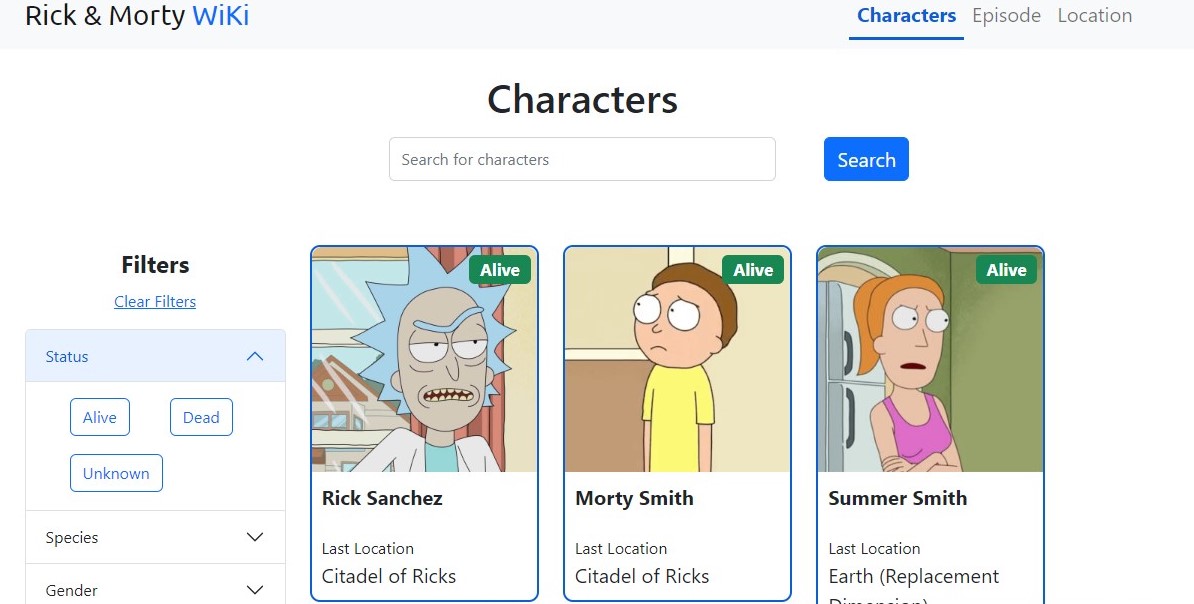 Rick & Morty WiKi
Characters Episode Location
Characters
Search for characters
Search
Filters
Clear Filters
Status
Alive Dead
Unknown
Species
Gender
Alive
Rick Sanchez
Last Location
Citadel of Ricks
Alive
Morty Smith
Last Location
Citadel of Ricks
Alive
Summer Smith
Last Location
Earth (Replacement
Dimension)